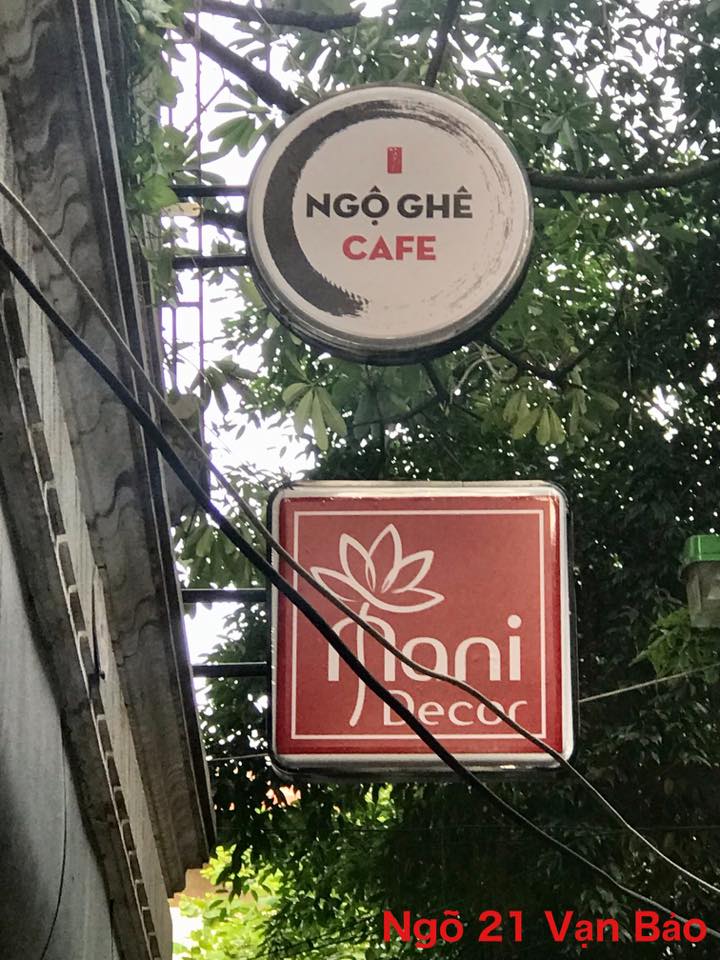 NGỘ GHÊ
CAFE
Mani
Decor
Ngõ 21 Vạn Bảo